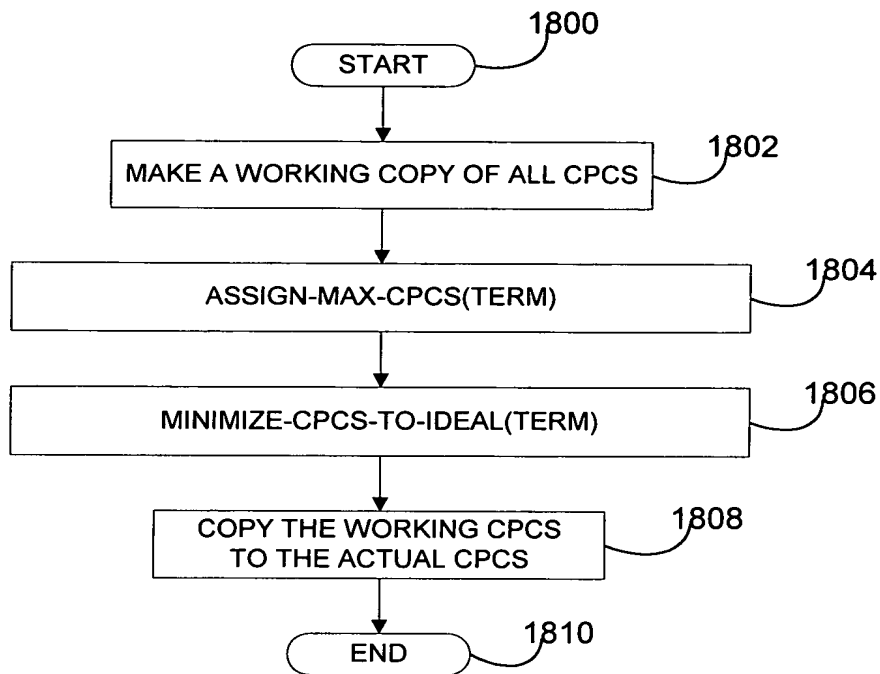 1800
START
1802
MAKE A WORKING COPY OF ALL CPCS
1804
ASSIGN-MAX-CPCS(TERM)
1806
MINIMIZE-CPCS-TO-IDEAL(TERM)
1808
COPY THE WORKING CPCS
TO THE ACTUAL CPCS
1810
END